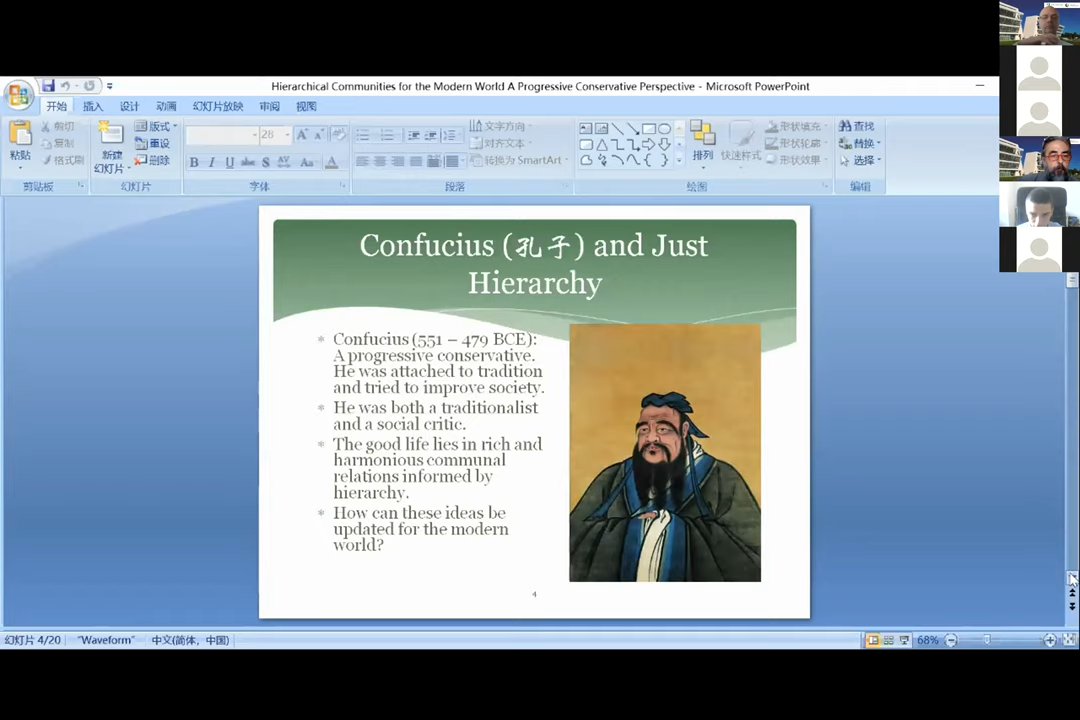 Hierarchical Communities for the Modern World A Progressive Conservative Perspective - Microsoft PowerPoint
开始 插入 设计 动画 幻灯片放映 审阅 视图
粘贴 剪切 复制 格式刷
剪贴板
新建幻灯片 版式 重设 删除
幻灯片
28
B I U abe S AV Aa A
字体
文字方向
对齐文本
转换为 SmartArt
段落
排列 快速样式 形状填充
形状轮廓
形状效果
绘图
查找
替换
选择
编辑
Confucius (孔子) and Just
Hierarchy
* Confucius (551 – 479 BCE):
A progressive conservative.
He was attached to tradition
and tried to improve society.
* He was both a traditionalist
and a social critic.
* The good life lies in rich and
harmonious communal
relations informed by
hierarchy.
* How can these ideas be
updated for the modern
world?
4
幻灯片 4/20 "Waveform" 中文(简体，中国) 68%